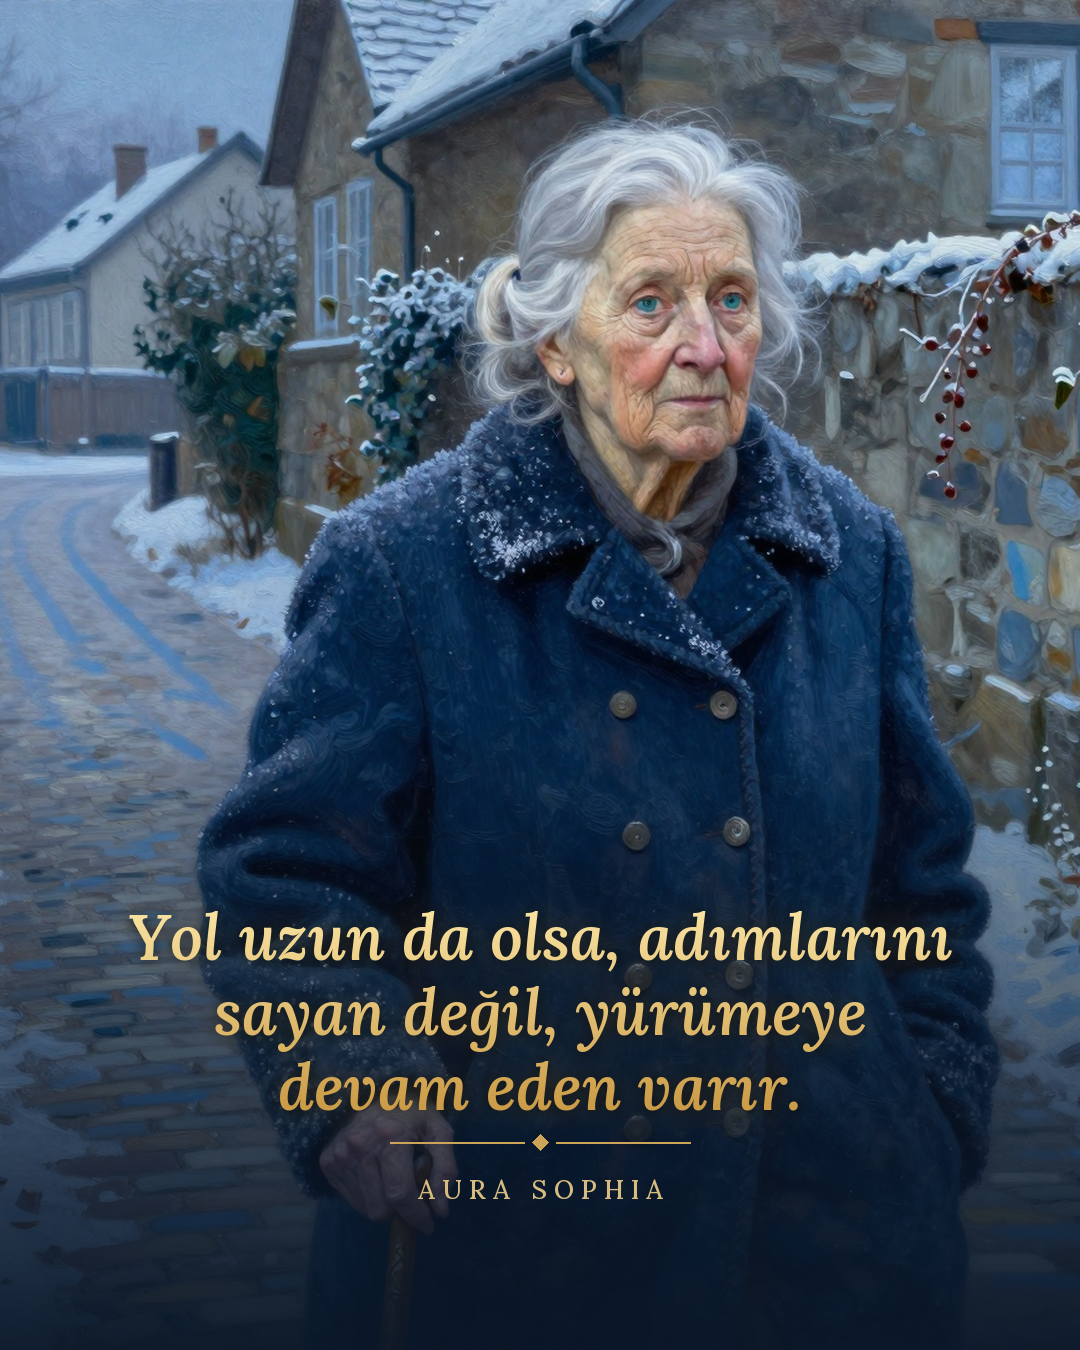 Yol uzun da olsa, adımlarını
sayan değil, yürümeye
devam eden varır.
AURA SOPHIA